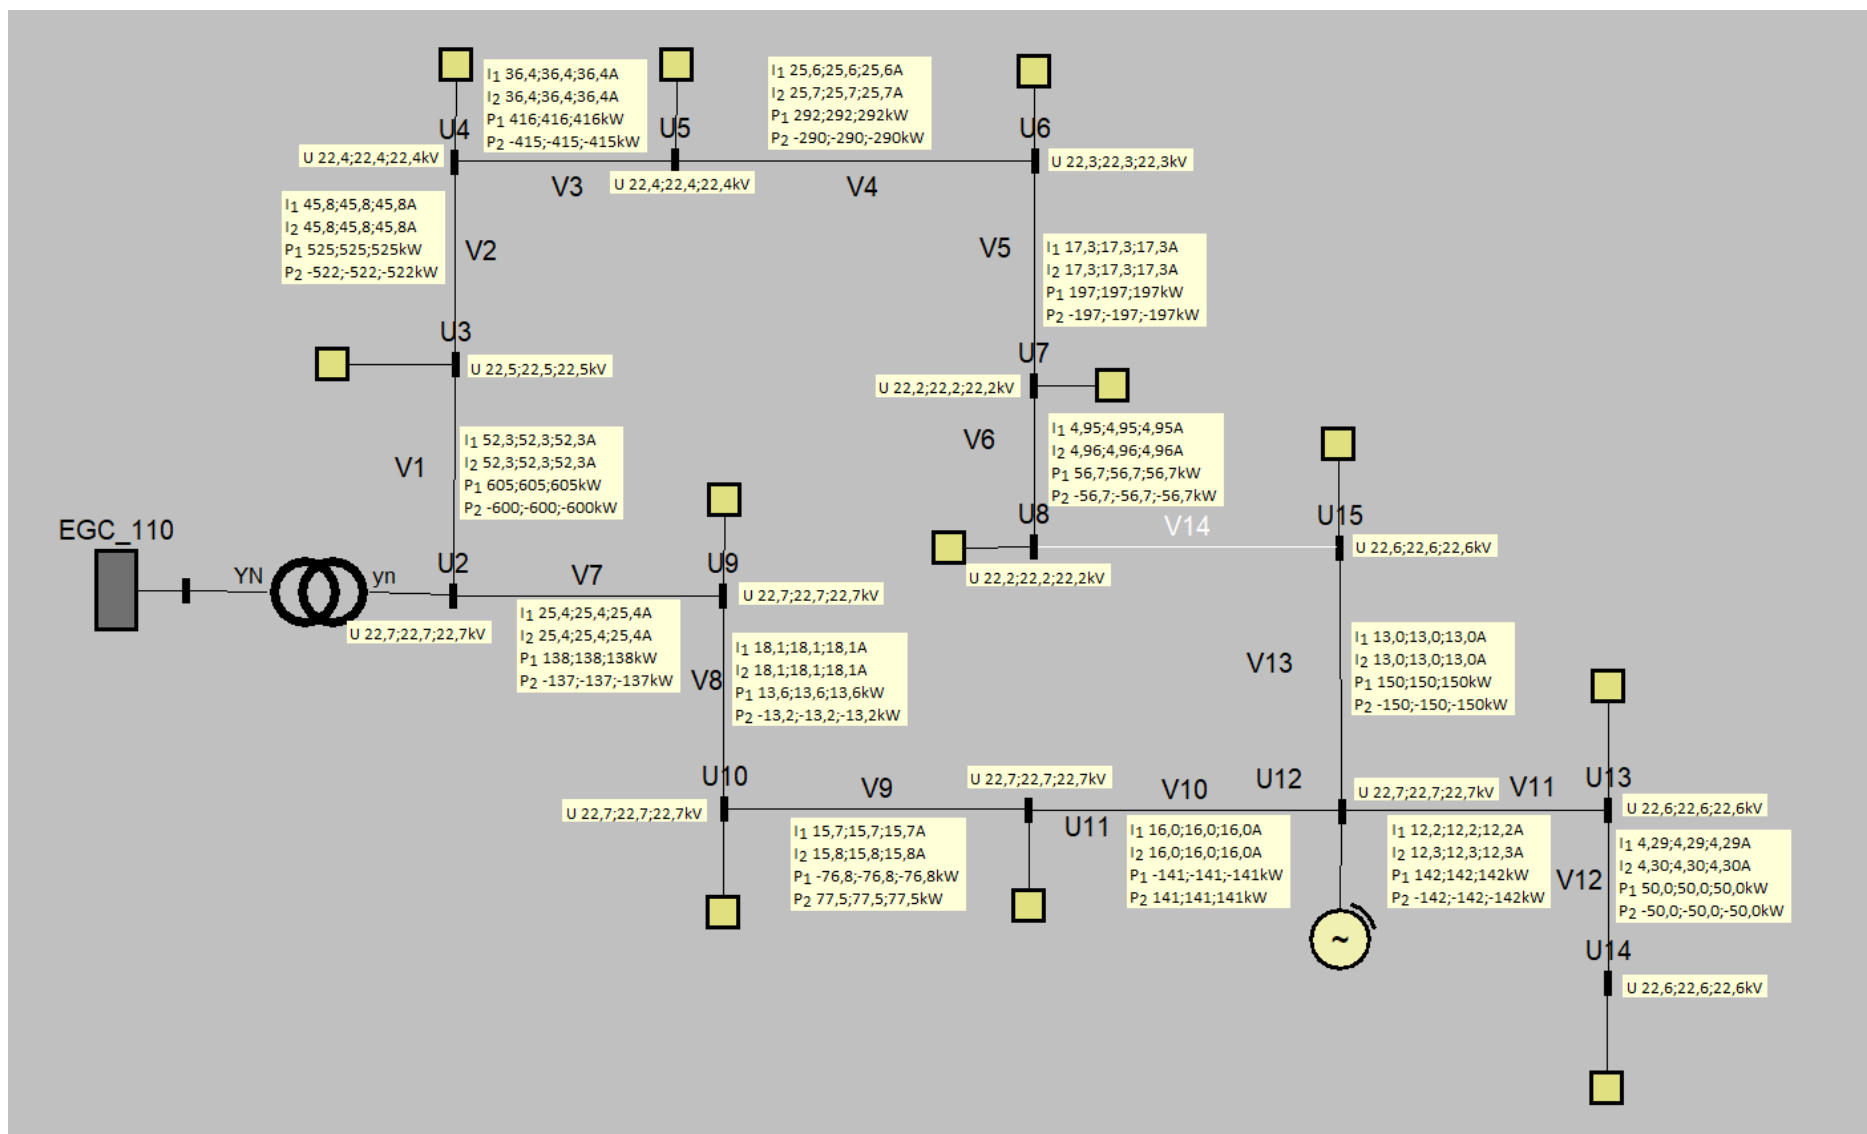 I1 36,4;36,4;36,4A
I2 36,4;36,4;36,4A
P1 416;416;416kW
P2 -415;-415;-415kW
I1 25,6;25,6;25,6A
I2 25,7;25,7;25,7A
P1 292;292;292kW
P2 -290;-290;-290kW
U4
U5
U6
U 22,4;22,4;22,4kV
V3
U 22,4;22,4;22,4kV
V4
U 22,3;22,3;22,3kV
I1 45,8;45,8;45,8A
I2 45,8;45,8;45,8A
P1 525;525;525kW
P2 -522;-522;-522kW
V2
V5
I1 17,3;17,3;17,3A
I2 17,3;17,3;17,3A
P1 197;197;197kW
P2 -197;-197;-197kW
U3
U 22,5;22,5;22,5kV
U7
U 22,2;22,2;22,2kV
V1
I1 52,3;52,3;52,3A
I2 52,3;52,3;52,3A
P1 605;605;605kW
P2 -600;-600;-600kW
V6
I1 4,95;4,95;4,95A
I2 4,96;4,96;4,96A
P1 56,7;56,7;56,7kW
P2 -56,7;-56,7;-56,7kW
EGC_110
YN
yn
U2
U 22,7;22,7;22,7kV
V7
I1 25,4;25,4;25,4A
I2 25,4;25,4;25,4A
P1 138;138;138kW
P2 -137;-137;-137kW
U9
U 22,7;22,7;22,7kV
U8
V14
U15
U 22,6;22,6;22,6kV
U 22,2;22,2;22,2kV
V8
I1 18,1;18,1;18,1A
I2 18,1;18,1;18,1A
P1 13,6;13,6;13,6kW
P2 -13,2;-13,2;-13,2kW
V13
I1 13,0;13,0;13,0A
I2 13,0;13,0;13,0A
P1 150;150;150kW
P2 -150;-150;-150kW
U10
U 22,7;22,7;22,7kV
V9
I1 15,7;15,7;15,7A
I2 15,8;15,8;15,8A
P1 -76,8;-76,8;-76,8kW
P2 77,5;77,5;77,5kW
U 22,7;22,7;22,7kV
U11
V10
I1 16,0;16,0;16,0A
I2 16,0;16,0;16,0A
P1 -141;-141;-141kW
P2 141;141;141kW
U12
U 22,7;22,7;22,7kV
V11
I1 12,2;12,2;12,2A
I2 12,3;12,3;12,3A
P1 142;142;142kW
P2 -142;-142;-142kW
~
U13
U 22,6;22,6;22,6kV
V12
I1 4,29;4,29;4,29A
I2 4,30;4,30;4,30A
P1 50,0;50,0;50,0kW
P2 -50,0;-50,0;-50,0kW
U14
U 22,6;22,6;22,6kV